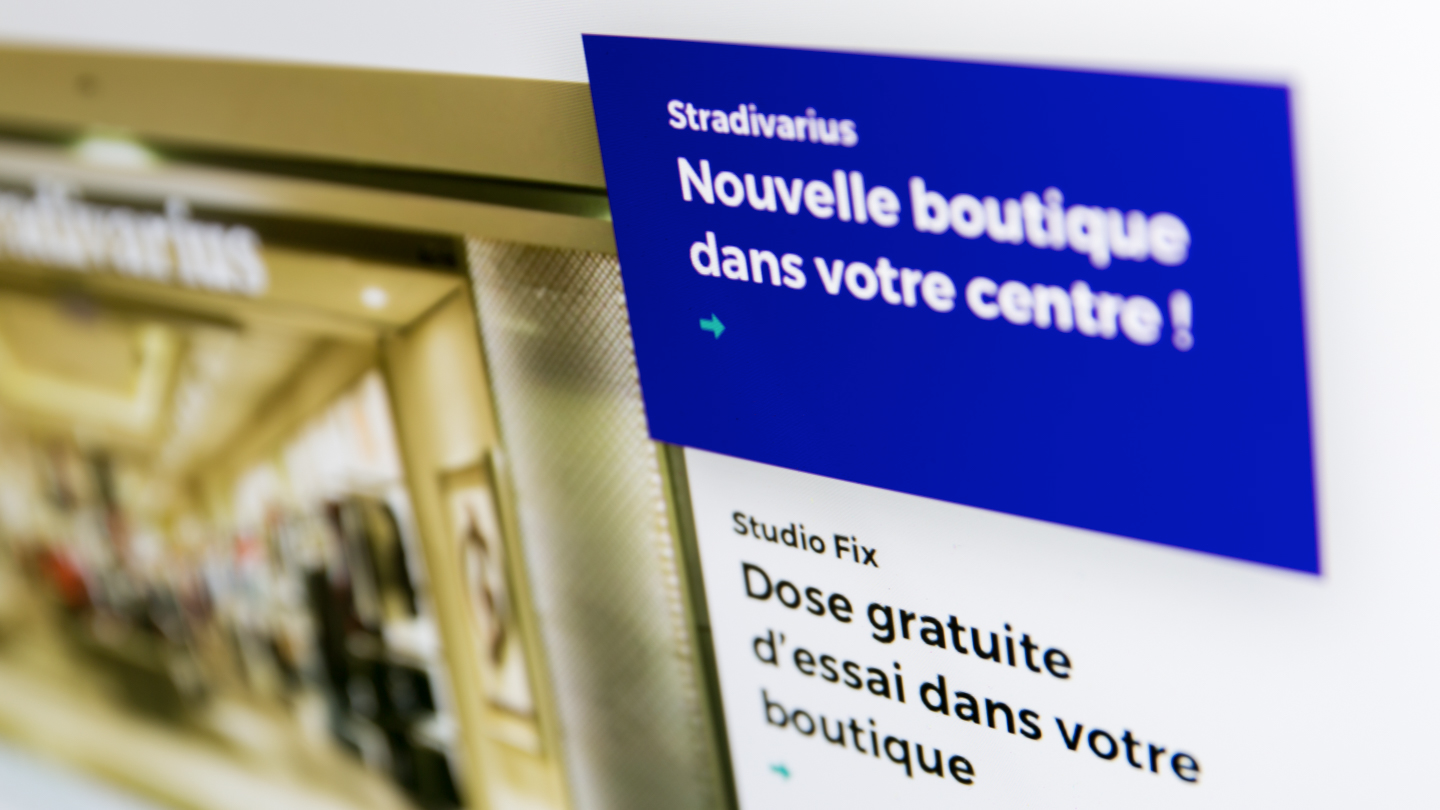 Stradivarius
Nouvelle boutique
dans votre centre !
Studio Fix
Dose gratuite
d'essai dans votre
boutique